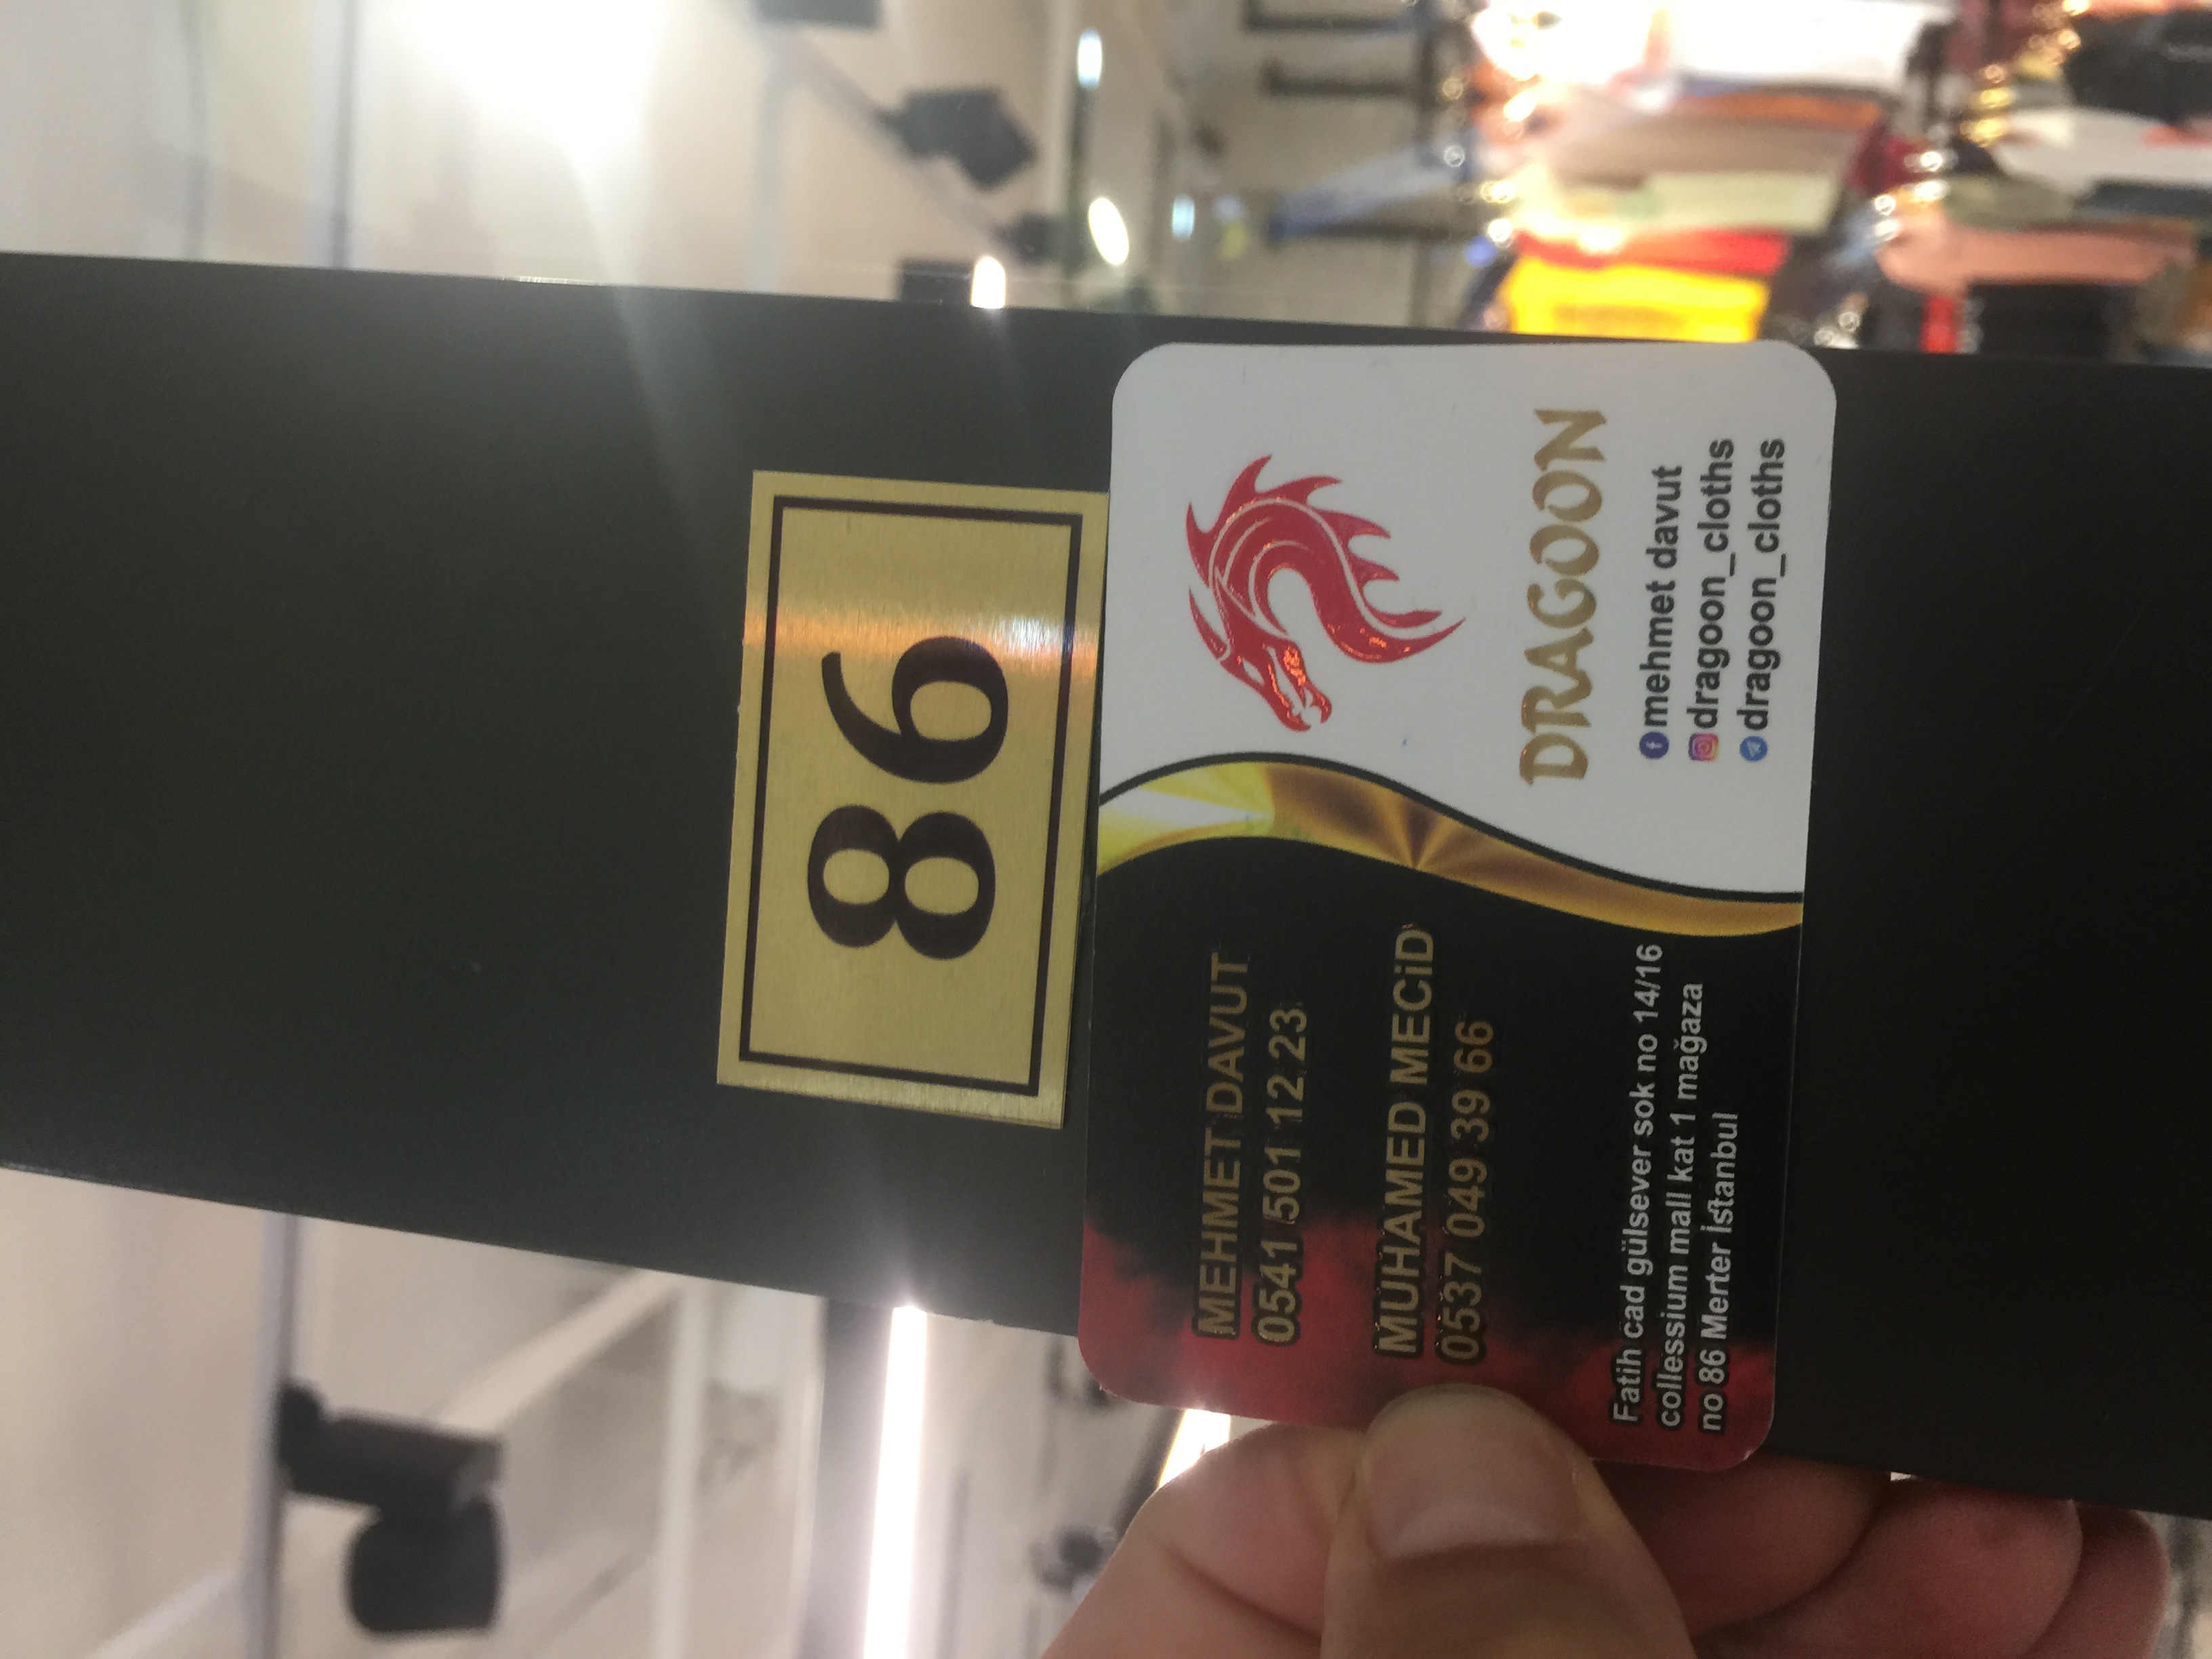 86
MEHMET DAVUT
0541 501 12 23
MUHAMED MECiD
0537 049 39 66
Fatih cad gülsever sok no 14/16
collessium mall kat 1 mağaza
no 86 Merter İstanbul
DRAGOON
mehmet davut
dragoon_cloths
dragoon_cloths